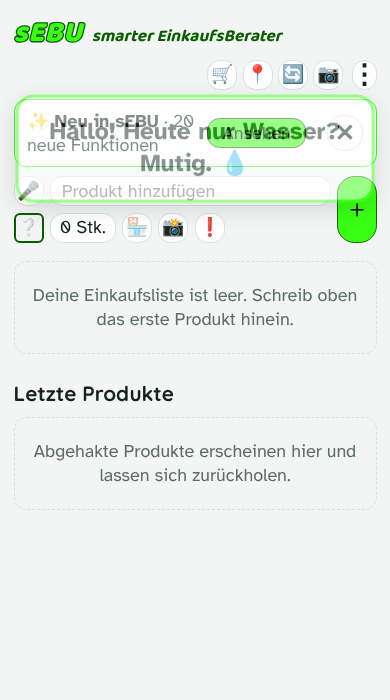 sEBU smarter EinkaufsBerater
✨ Neu in sEBU · 20
neue Funktionen
Ansehen
Hallo! Heute nur Wasser?
Mutig. 💧
Produkt hinzufügen
+
0 Stk.
Deine Einkaufsliste ist leer. Schreib oben
das erste Produkt hinein.
Letzte Produkte
Abgehakte Produkte erscheinen hier und
lassen sich zurückholen.